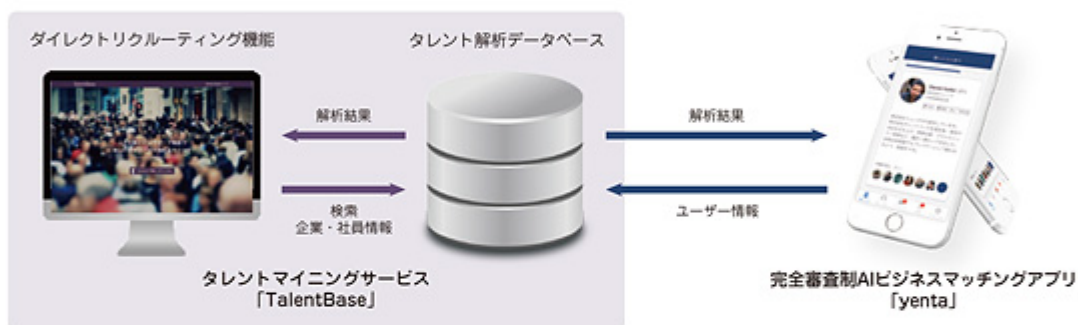 ダイレクトリクルーティング機能
タレント解析データベース
解析結果
解析結果
検索
企業・社員情報
ユーザー情報
タレントマイニングサービス
「TalentBase」
完全審査制AIビジネスマッチングアプリ
「yenta」